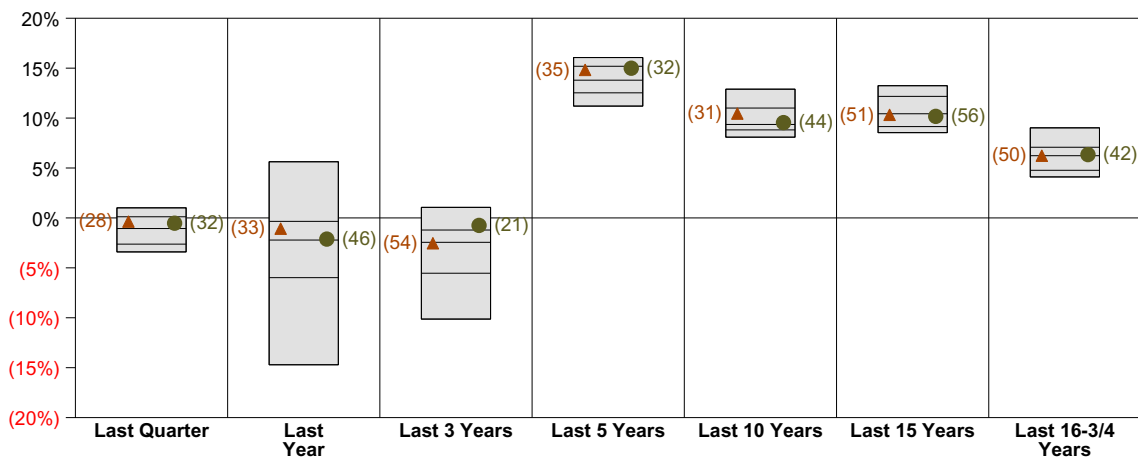 20%
15%
10%
5%
0%
(5%)
(10%)
(15%)
(20%)
(28)
(32)
(33)
(46)
(54)
(21)
(35)
(32)
(31)
(44)
(51)
(56)
(50)
(42)
Last Quarter
Last
Year
Last 3 Years
Last 5 Years
Last 10 Years
Last 15 Years
Last 16-3/4
Years